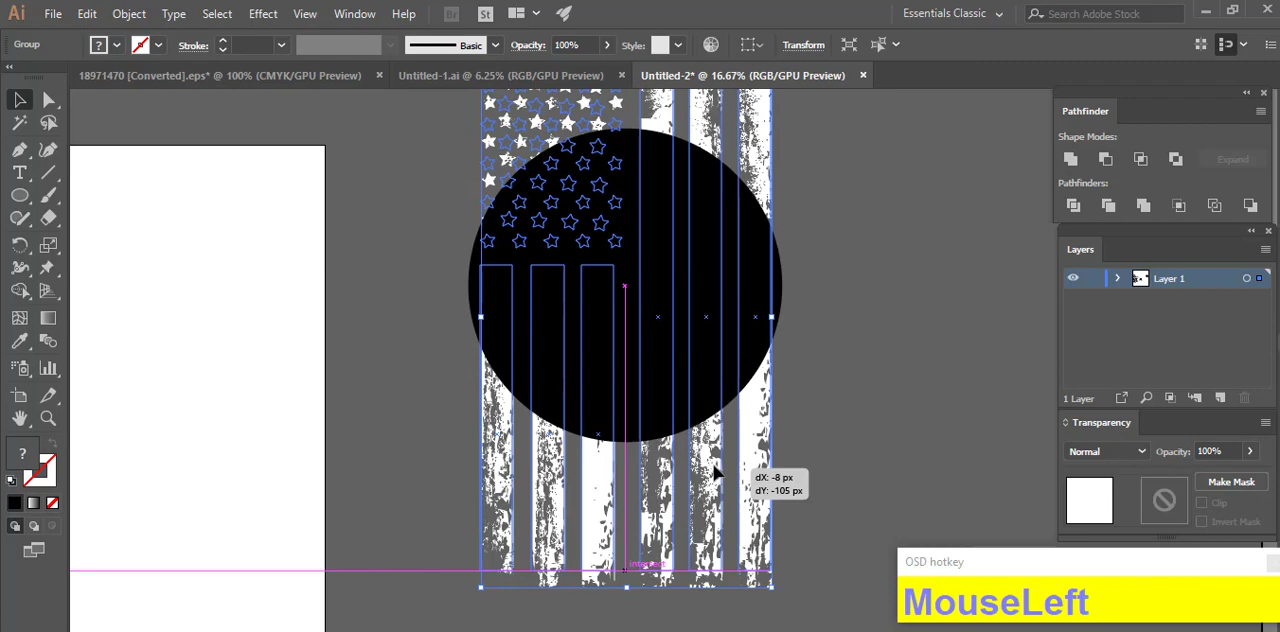 Ai File Edit Object Type Select Effect View Window Help Br St Essentials Classic Search Adobe Stock
Group ? Stroke: Basic Opacity: 100% Style: Transform
18971470 [Converted].eps* @ 100% (CMYK/GPU Preview) Untitled-1.ai @ 6.25% (RGB/GPU Preview) Untitled-2* @ 16.67% (RGB/GPU Preview)
Pathfinder
Shape Modes:
Expand
Pathfinders:
Layers
Layer 1
1 Layer
Transparency
Normal Opacity: 100%
Make Mask
Clip
Invert Mask
?
dX: -8 px
dY: -105 px
intersect
OSD hotkey
MouseLeft